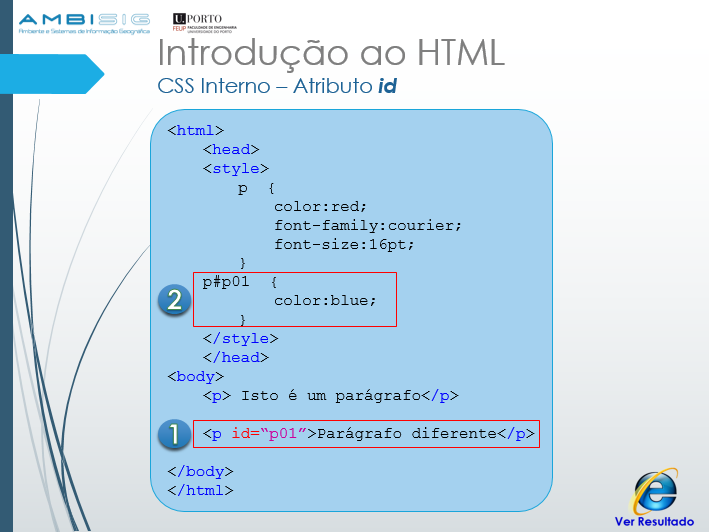 AMBISIG
Ambiente e Sistemas de Informação Geográfica
U. PORTO
FEUP FACULDADE DE ENGENHARIA
UNIVERSIDADE DO PORTO
Introdução ao HTML
CSS Interno – Atributo id
<html>
<head>
<style>
p {
color:red;
font-family:courier;
font-size:16pt;
}
p#p01 {
2
color:blue;
}
</style>
</head>
<body>
<p> Isto é um parágrafo</p>
1
<p id=“p01”>Parágrafo diferente</p>
</body>
</html>
Ver Resultado